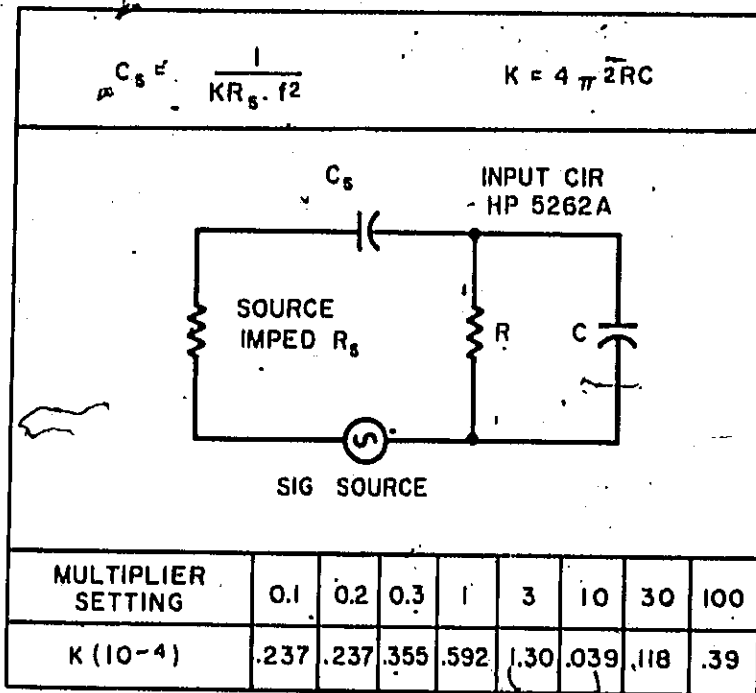 C_s = 1 / KR_s · f2
K = 4 π 2RC
C_s
INPUT CIR
HP 5262A
SOURCE
IMPED R_s
R
C
S
SIG SOURCE
MULTIPLIER SETTING 0.1 0.2 0.3 1 3 10 30 100
K (10-4) .237 .237 .355 .592 1.30 .039 .118 .39